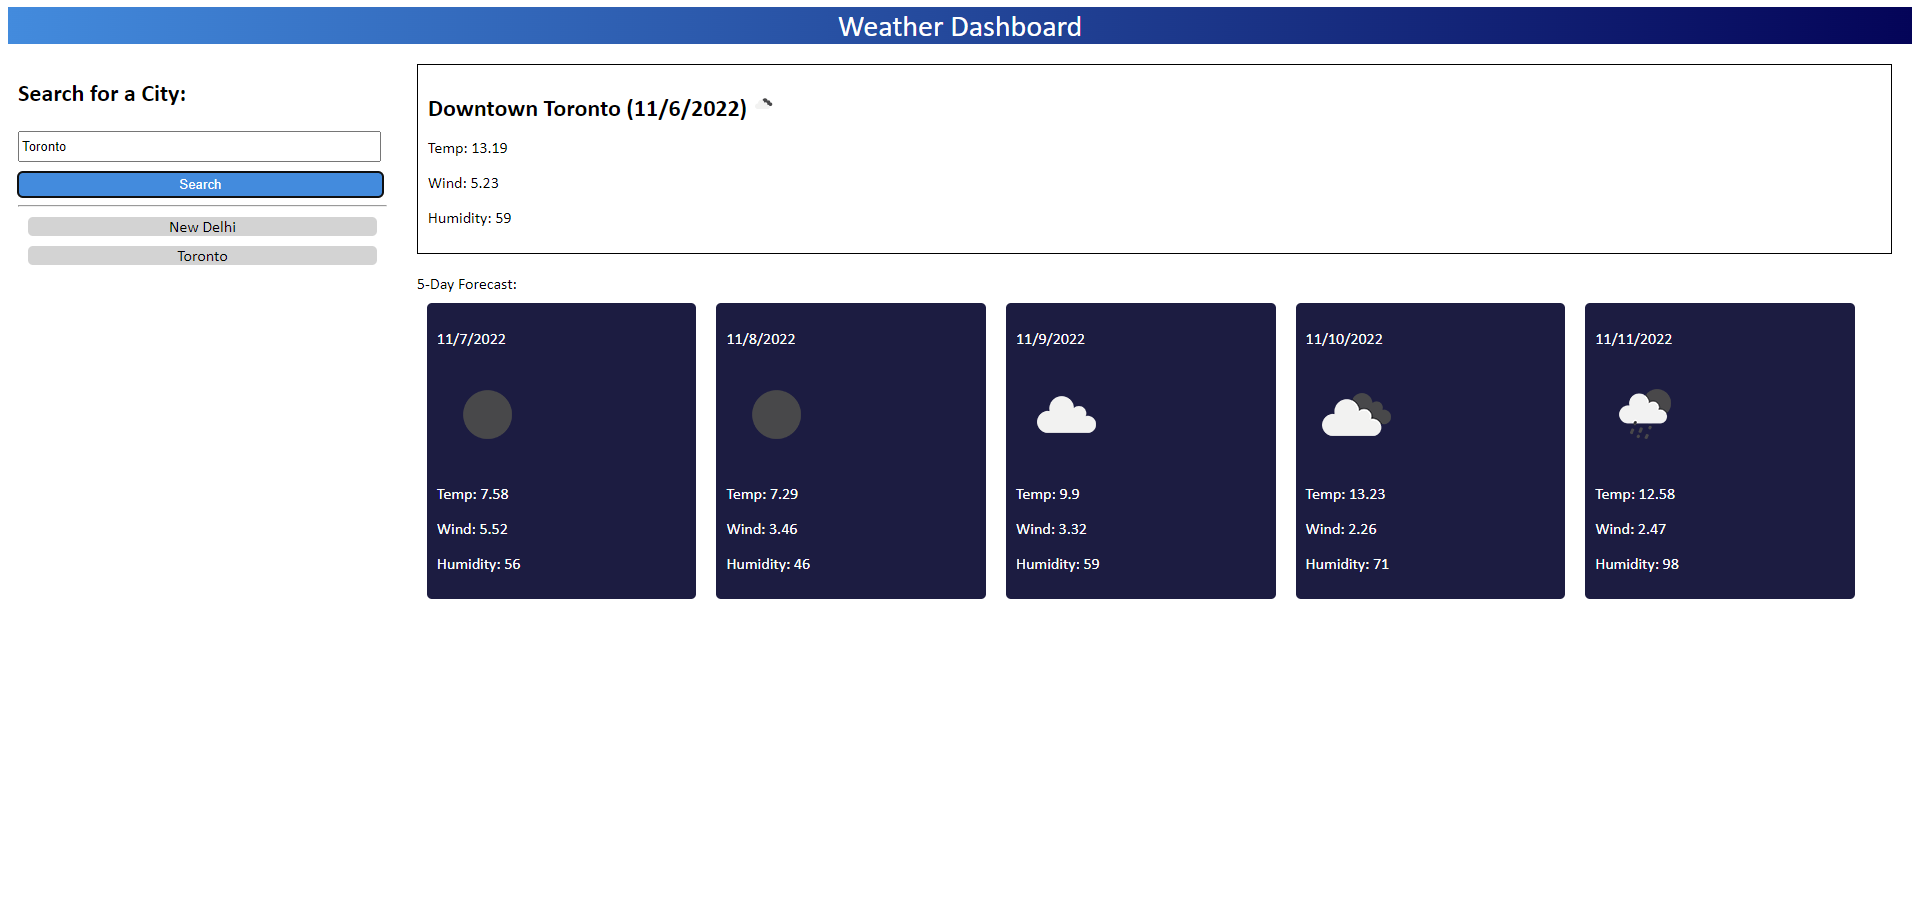 Weather Dashboard
Search for a City:
Toronto
Search
New Delhi
Toronto
Downtown Toronto (11/6/2022)
Temp: 13.19
Wind: 5.23
Humidity: 59
5-Day Forecast:
11/7/2022
Temp: 7.58
Wind: 5.52
Humidity: 56
11/8/2022
Temp: 7.29
Wind: 3.46
Humidity: 46
11/9/2022
Temp: 9.9
Wind: 3.32
Humidity: 59
11/10/2022
Temp: 13.23
Wind: 2.26
Humidity: 71
11/11/2022
Temp: 12.58
Wind: 2.47
Humidity: 98